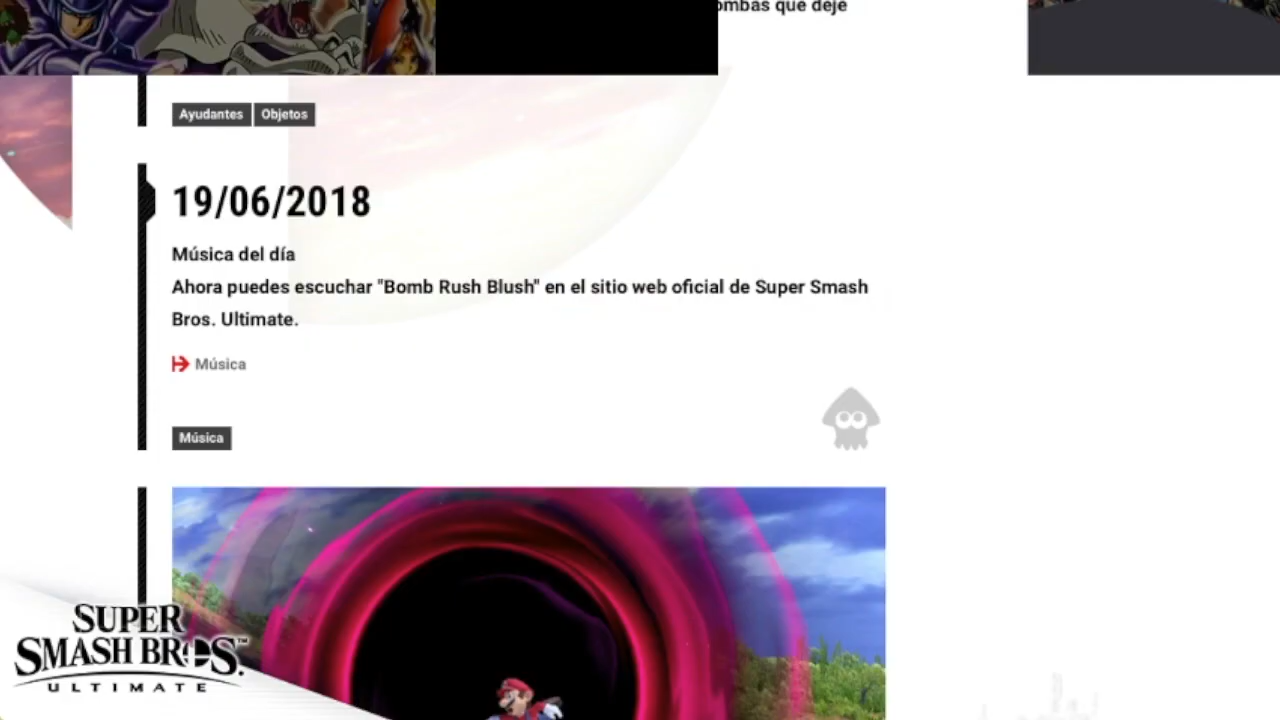 ombas que deje
Ayudantes Objetos
19/06/2018
Música del día
Ahora puedes escuchar "Bomb Rush Blush" en el sitio web oficial de Super Smash
Bros. Ultimate.
Música
Música
SUPER
SMASH BROS.™
ULTIMATE